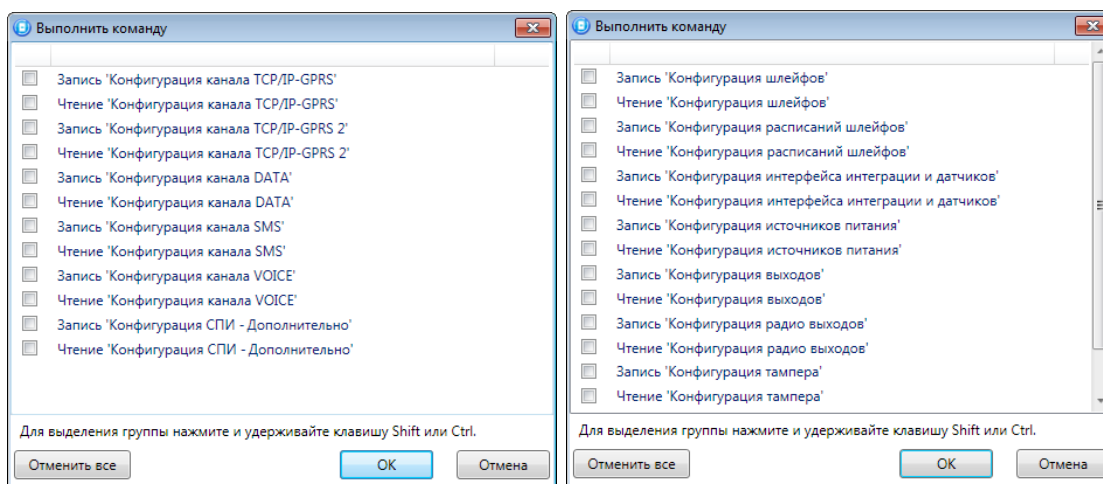 Выполнить команду
Запись 'Конфигурация канала TCP/IP-GPRS'
Чтение 'Конфигурация канала TCP/IP-GPRS'
Запись 'Конфигурация канала TCP/IP-GPRS 2'
Чтение 'Конфигурация канала TCP/IP-GPRS 2'
Запись 'Конфигурация канала DATA'
Чтение 'Конфигурация канала DATA'
Запись 'Конфигурация канала SMS'
Чтение 'Конфигурация канала SMS'
Запись 'Конфигурация канала VOICE'
Чтение 'Конфигурация канала VOICE'
Запись 'Конфигурация СПИ - Дополнительно'
Чтение 'Конфигурация СПИ - Дополнительно'
Для выделения группы нажмите и удерживайте клавишу Shift или Ctrl.
Отменить все
OK
Отмена
Выполнить команду
Запись 'Конфигурация шлейфов'
Чтение 'Конфигурация шлейфов'
Запись 'Конфигурация расписаний шлейфов'
Чтение 'Конфигурация расписаний шлейфов'
Запись 'Конфигурация интерфейса интеграции и датчиков'
Чтение 'Конфигурация интерфейса интеграции и датчиков'
Запись 'Конфигурация источников питания'
Чтение 'Конфигурация источников питания'
Запись 'Конфигурация выходов'
Чтение 'Конфигурация выходов'
Запись 'Конфигурация радио выходов'
Чтение 'Конфигурация радио выходов'
Запись 'Конфигурация тампера'
Чтение 'Конфигурация тампера'
Для выделения группы нажмите и удерживайте клавишу Shift или Ctrl.
Отменить все
OK
Отмена